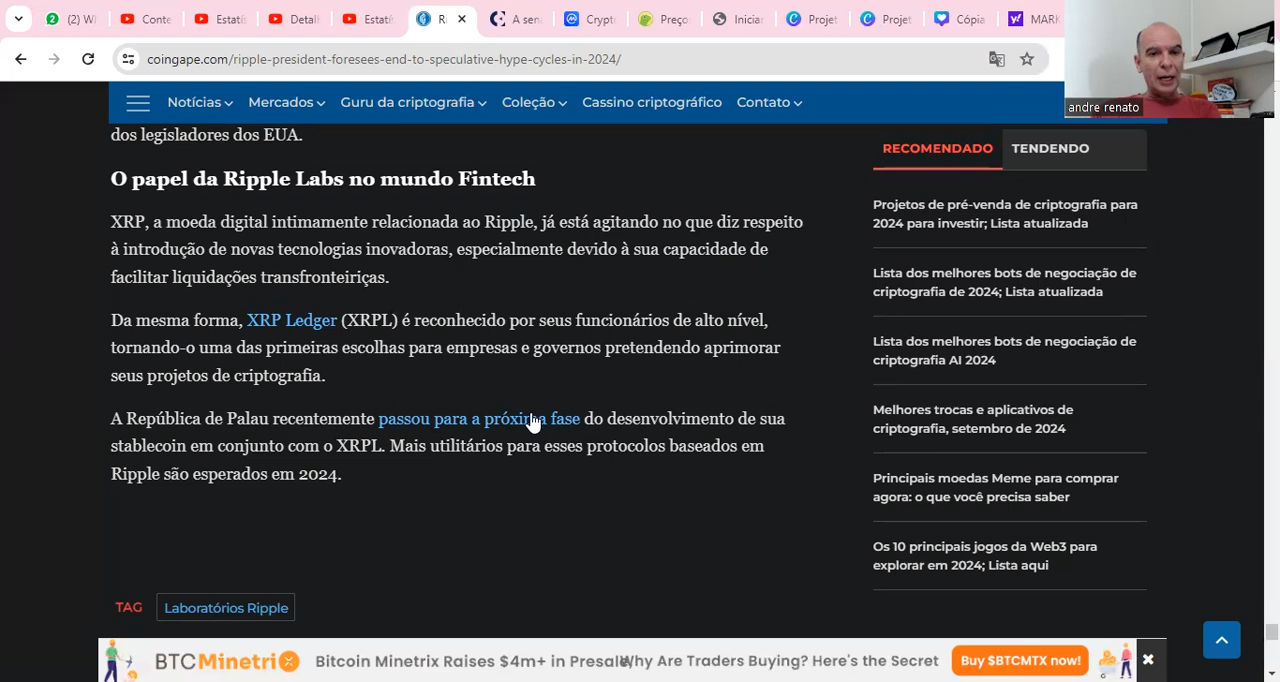 (2) WI
Conte
Estatí
Detall
Estatí
Ri
A sen
Crypto
Preço
Iniciar
Projet
Projet
Cópia
MARK
coingape.com/ripple-president-foresees-end-to-speculative-hype-cycles-in-2024/
andre renato
Notícias
Mercados
Guru da criptografia
Coleção
Cassino criptográfico
Contato
dos legisladores dos EUA.
O papel da Ripple Labs no mundo Fintech
XRP, a moeda digital intimamente relacionada ao Ripple, já está agitando no que diz respeito
à introdução de novas tecnologias inovadoras, especialmente devido à sua capacidade de
facilitar liquidações transfronteiriças.
Da mesma forma, XRP Ledger (XRPL) é reconhecido por seus funcionários de alto nível,
tornando-o uma das primeiras escolhas para empresas e governos pretendendo aprimorar
seus projetos de criptografia.
A República de Palau recentemente passou para a próxima fase do desenvolvimento de sua
stablecoin em conjunto com o XRPL. Mais utilitários para esses protocolos baseados em
Ripple são esperados em 2024.
TAG
Laboratórios Ripple
RECOMENDADO
TENDENDO
Projetos de pré-venda de criptografia para
2024 para investir; Lista atualizada
Lista dos melhores bots de negociação de
criptografia de 2024; Lista atualizada
Lista dos melhores bots de negociação de
criptografia AI 2024
Melhores trocas e aplicativos de
criptografia, setembro de 2024
Principais moedas Meme para comprar
agora: o que você precisa saber
Os 10 principais jogos da Web3 para
explorar em 2024; Lista aqui
BTCMinetrix
Bitcoin Minetrix Raises $4m+ in Presale
Why Are Traders Buying? Here's the Secret
Buy $BTCMTX now!